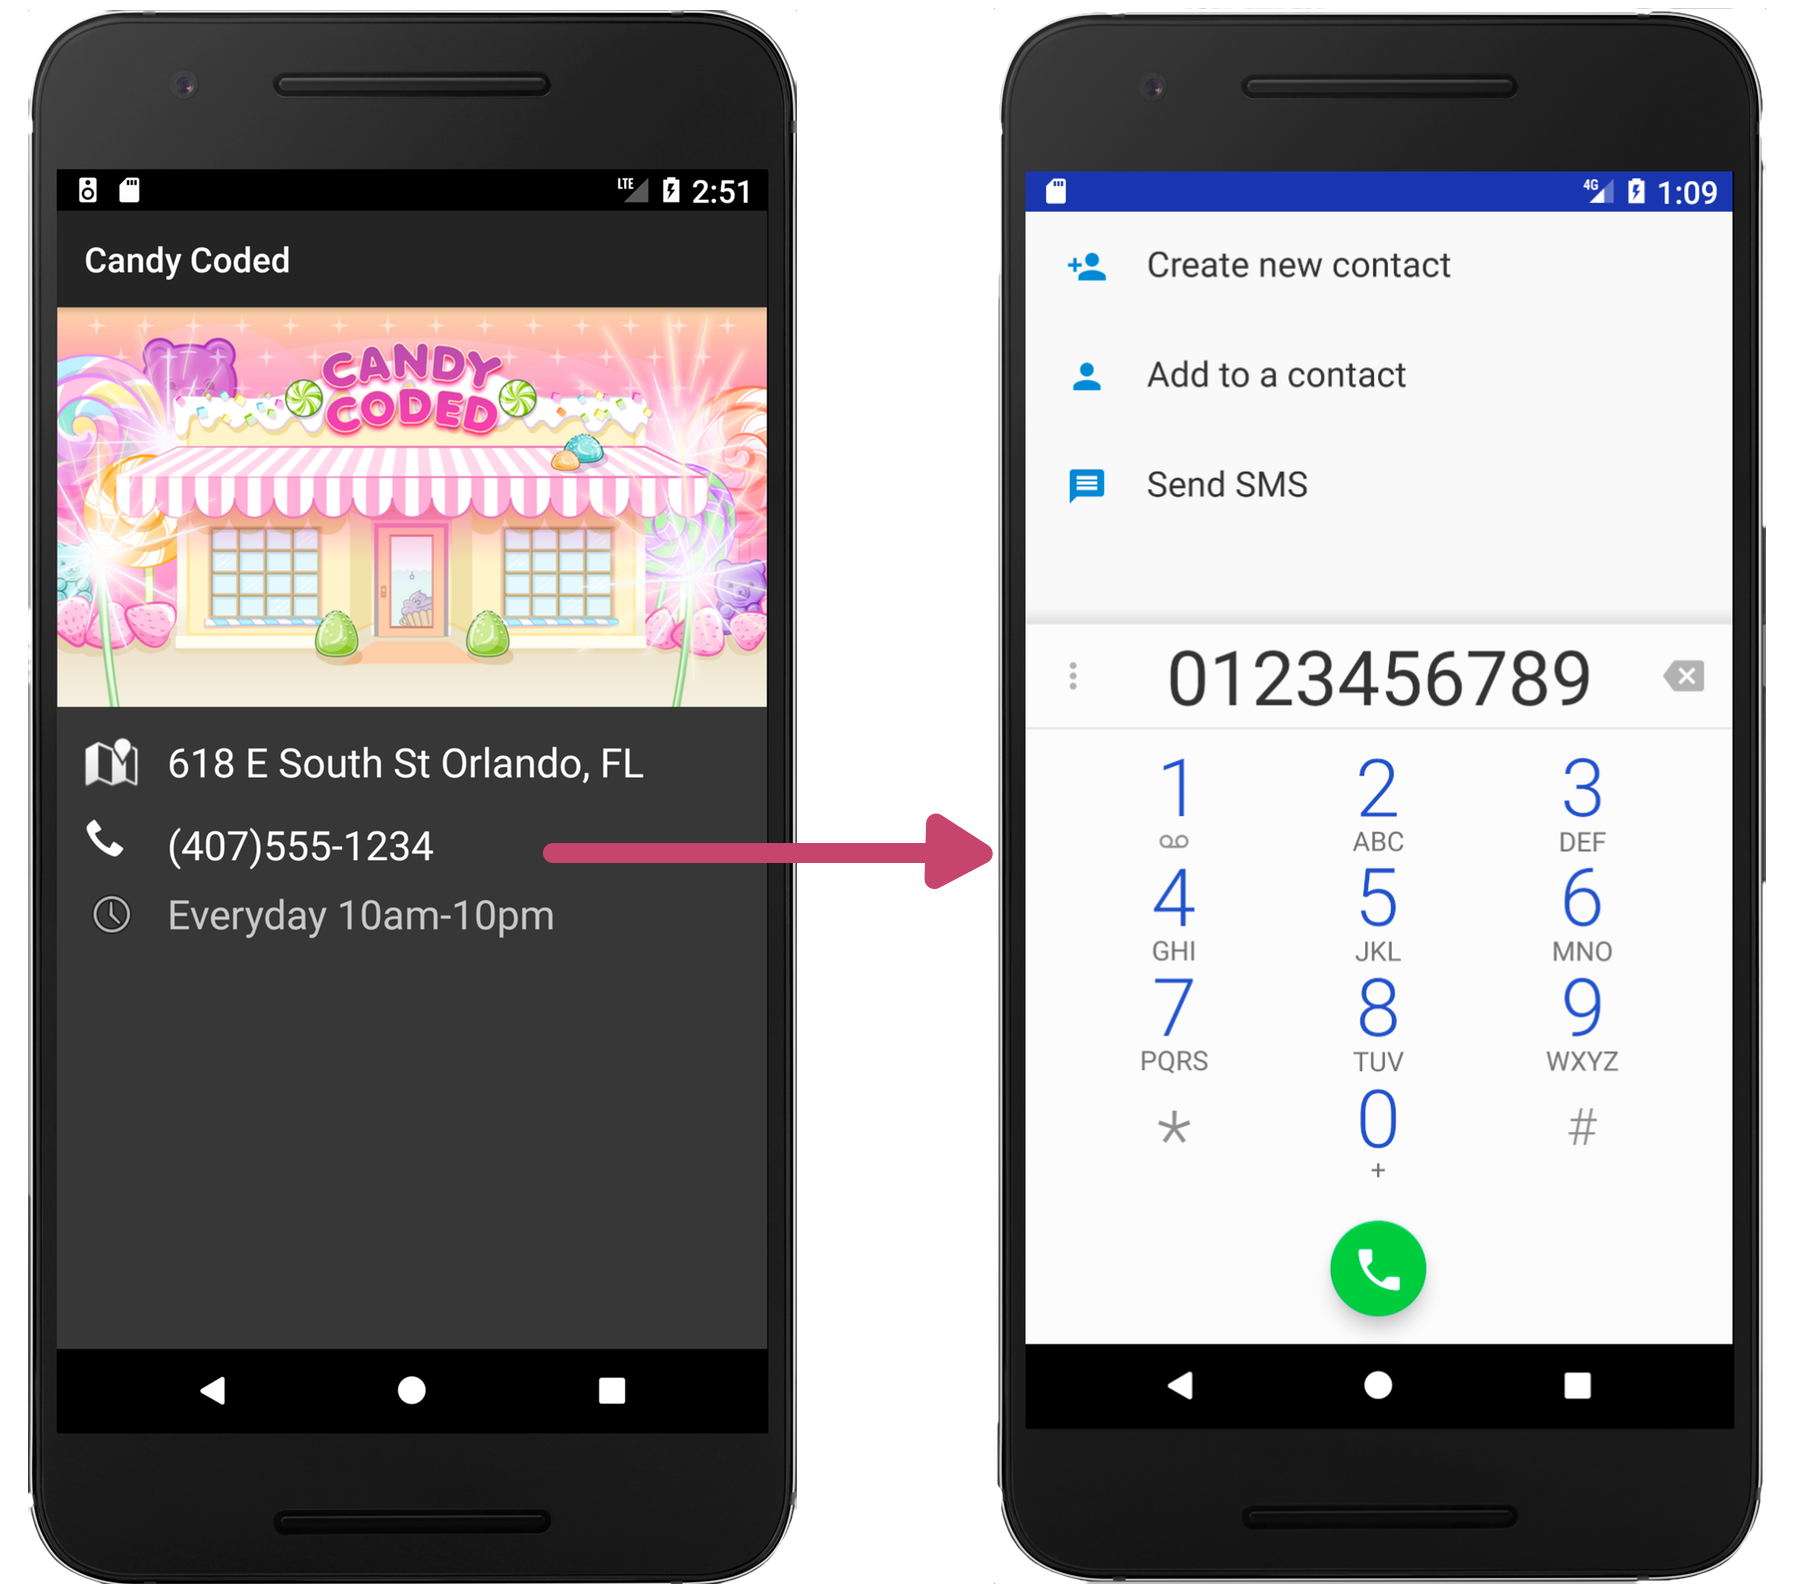 LTE 2:51
Candy Coded
CANDY
CODED
618 E South St Orlando, FL
(407)555-1234
Everyday 10am-10pm
4G 1:09
Create new contact
Add to a contact
Send SMS
0123456789
1 2 3
ABC DEF
4 5 6
GHI JKL MNO
7 8 9
PQRS TUV WXYZ
* 0 #
+